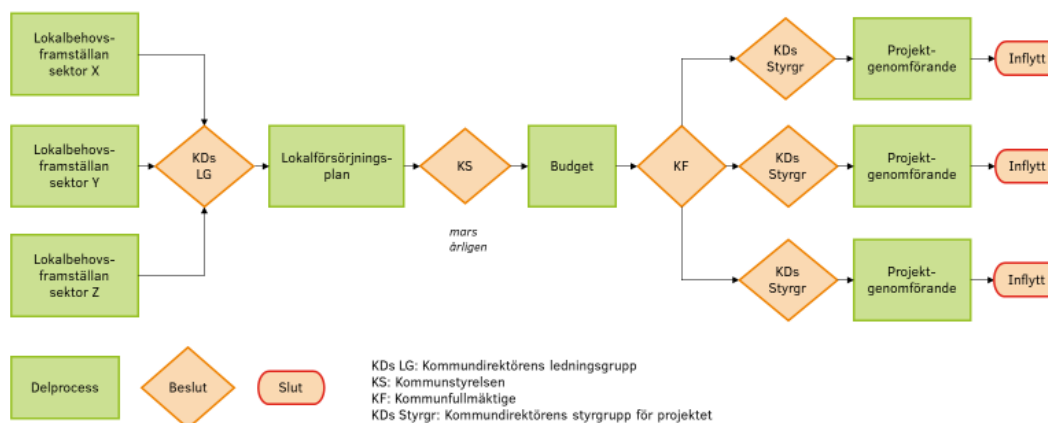 Lokalbehovs-
framställan
sektor X
Lokalbehovs-
framställan
sektor Y
Lokalbehovs-
framställan
sektor Z
KDs
LG
Lokalförsörjnings-
plan
KS
mars
årligen
Budget
KF
KDs
Styrgr
Projekt-
genomförande
Inflytt
KDs
Styrgr
Projekt-
genomförande
Inflytt
KDs
Styrgr
Projekt-
genomförande
Inflytt
Delprocess
Beslut
Slut
KDs LG: Kommundirektörens ledningsgrupp
KS: Kommunstyrelsen
KF: Kommunfullmäktige
KDs Styrgr: Kommundirektörens styrgrupp för projektet